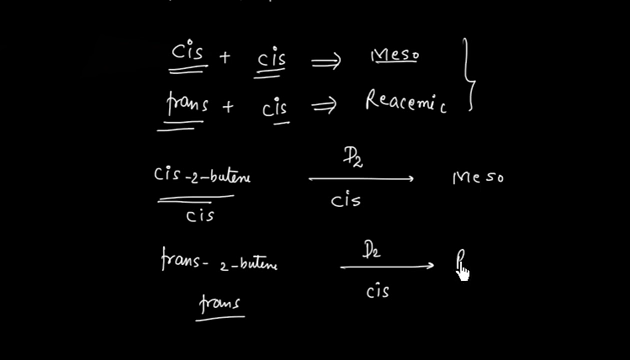 cis + cis ⇒ Meso
trans + cis ⇒ Reacemic
cis-2-butene D2 Meso
cis cis
trans- 2-butene D2
trans cis